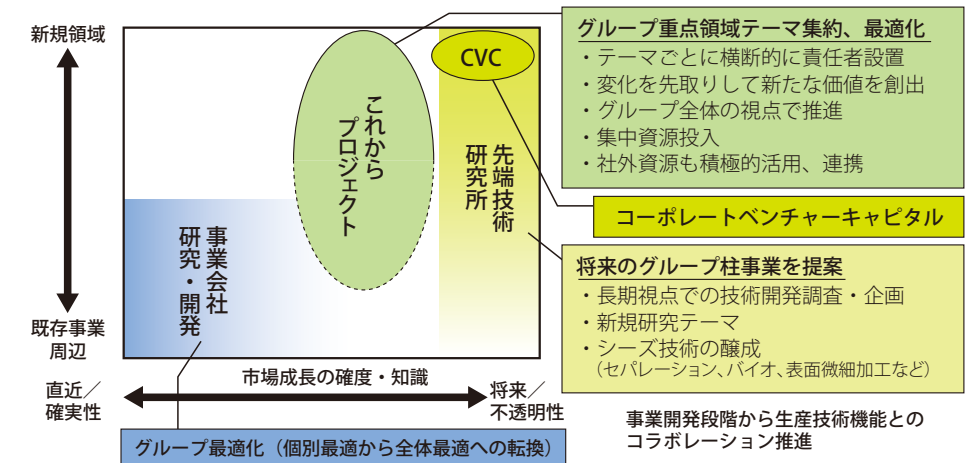 新規領域
既存事業
周辺
直近／
確実性
市場成長の確度・知識
将来／
不透明性
事業会社
研究・開発
これから
プロジェクト
CVC
先端技術
研究所
グループ重点領域テーマ集約、最適化
・テーマごとに横断的に責任者設置
・変化を先取りして新たな価値を創出
・グループ全体の視点で推進
・集中資源投入
・社外資源も積極的活用、連携
コーポレートベンチャーキャピタル
将来のグループ柱事業を提案
・長期視点での技術開発調査・企画
・新規研究テーマ
・シーズ技術の醸成
（セパレーション、バイオ、表面微細加工など）
事業開発段階から生産技術機能との
コラボレーション推進
グループ最適化（個別最適から全体最適への転換）